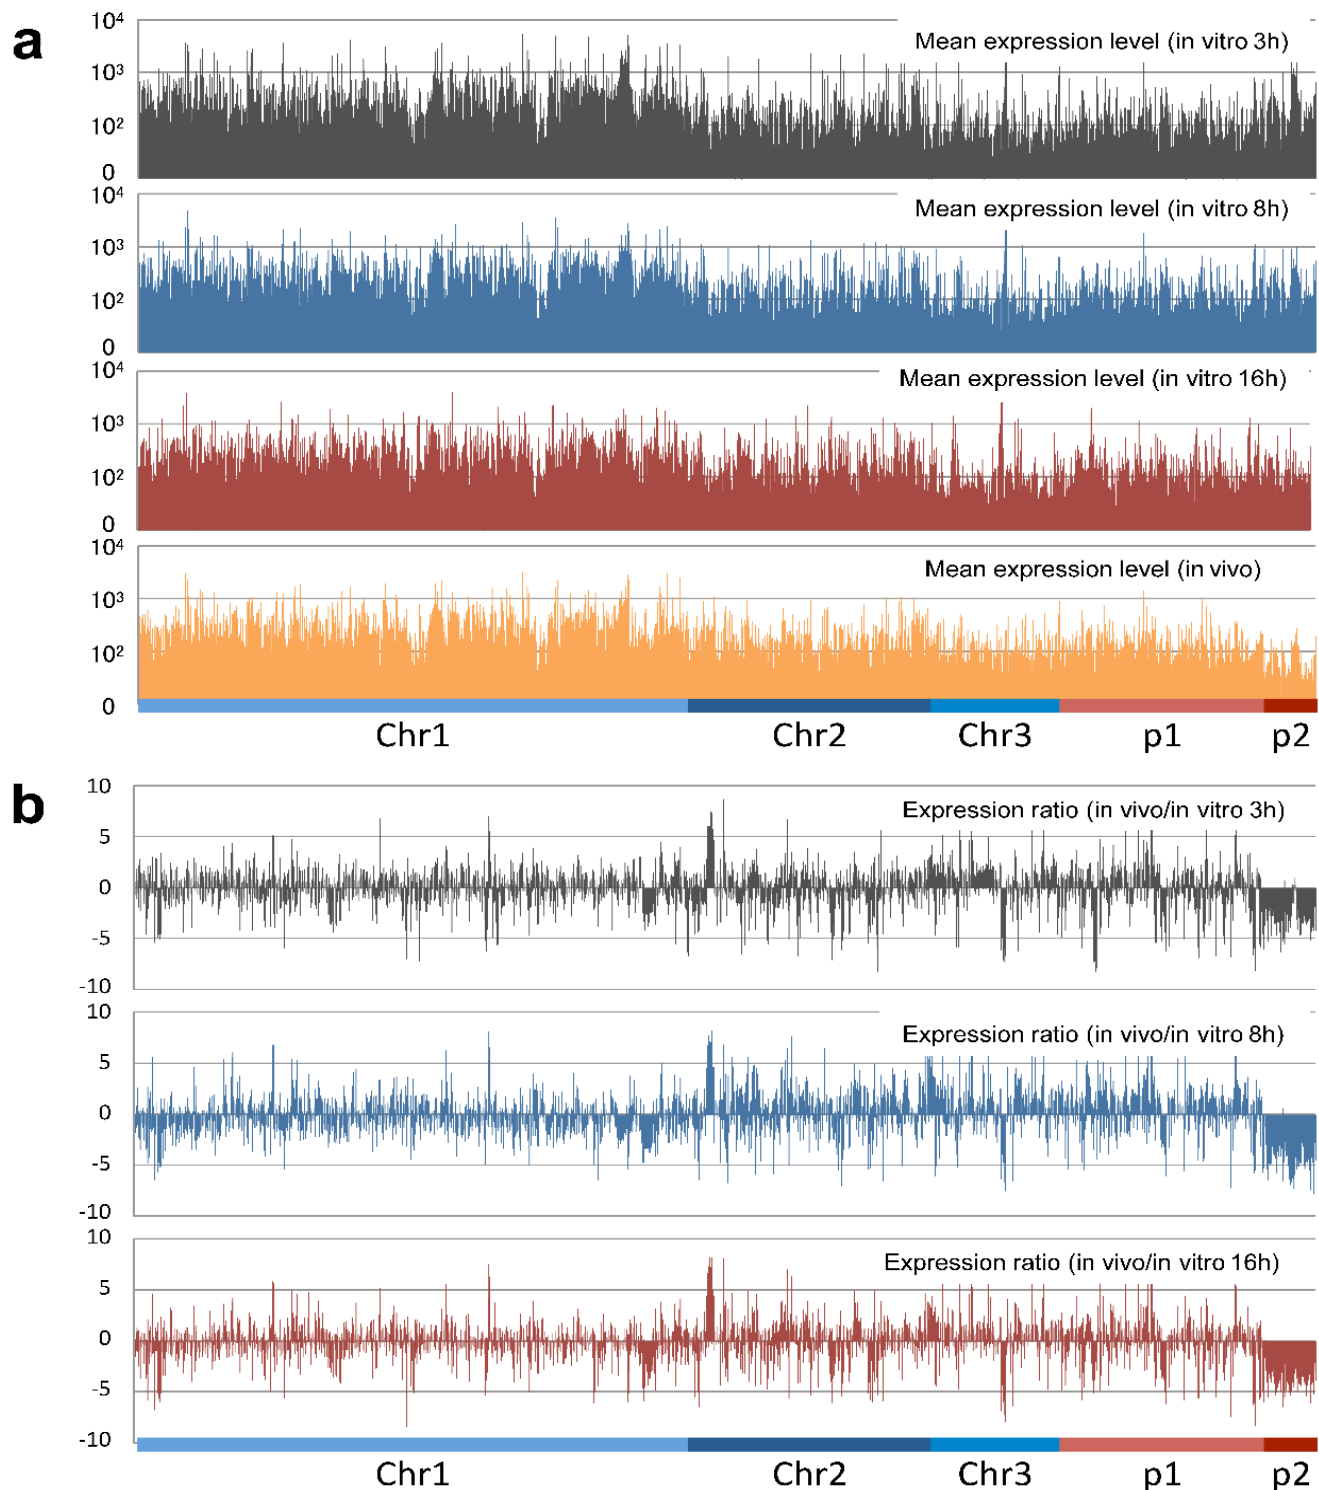 a
10⁴
Mean expression level (in vitro 3h)
10³
10²
0
10⁴
Mean expression level (in vitro 8h)
10³
10²
0
10⁴
Mean expression level (in vitro 16h)
10³
10²
0
10⁴
Mean expression level (in vivo)
10³
10²
0
Chr1 Chr2 Chr3 p1 p2
b
10
Expression ratio (in vivo/in vitro 3h)
5
0
-5
-10
10
Expression ratio (in vivo/in vitro 8h)
5
0
-5
-10
10
Expression ratio (in vivo/in vitro 16h)
5
0
-5
-10
Chr1 Chr2 Chr3 p1 p2